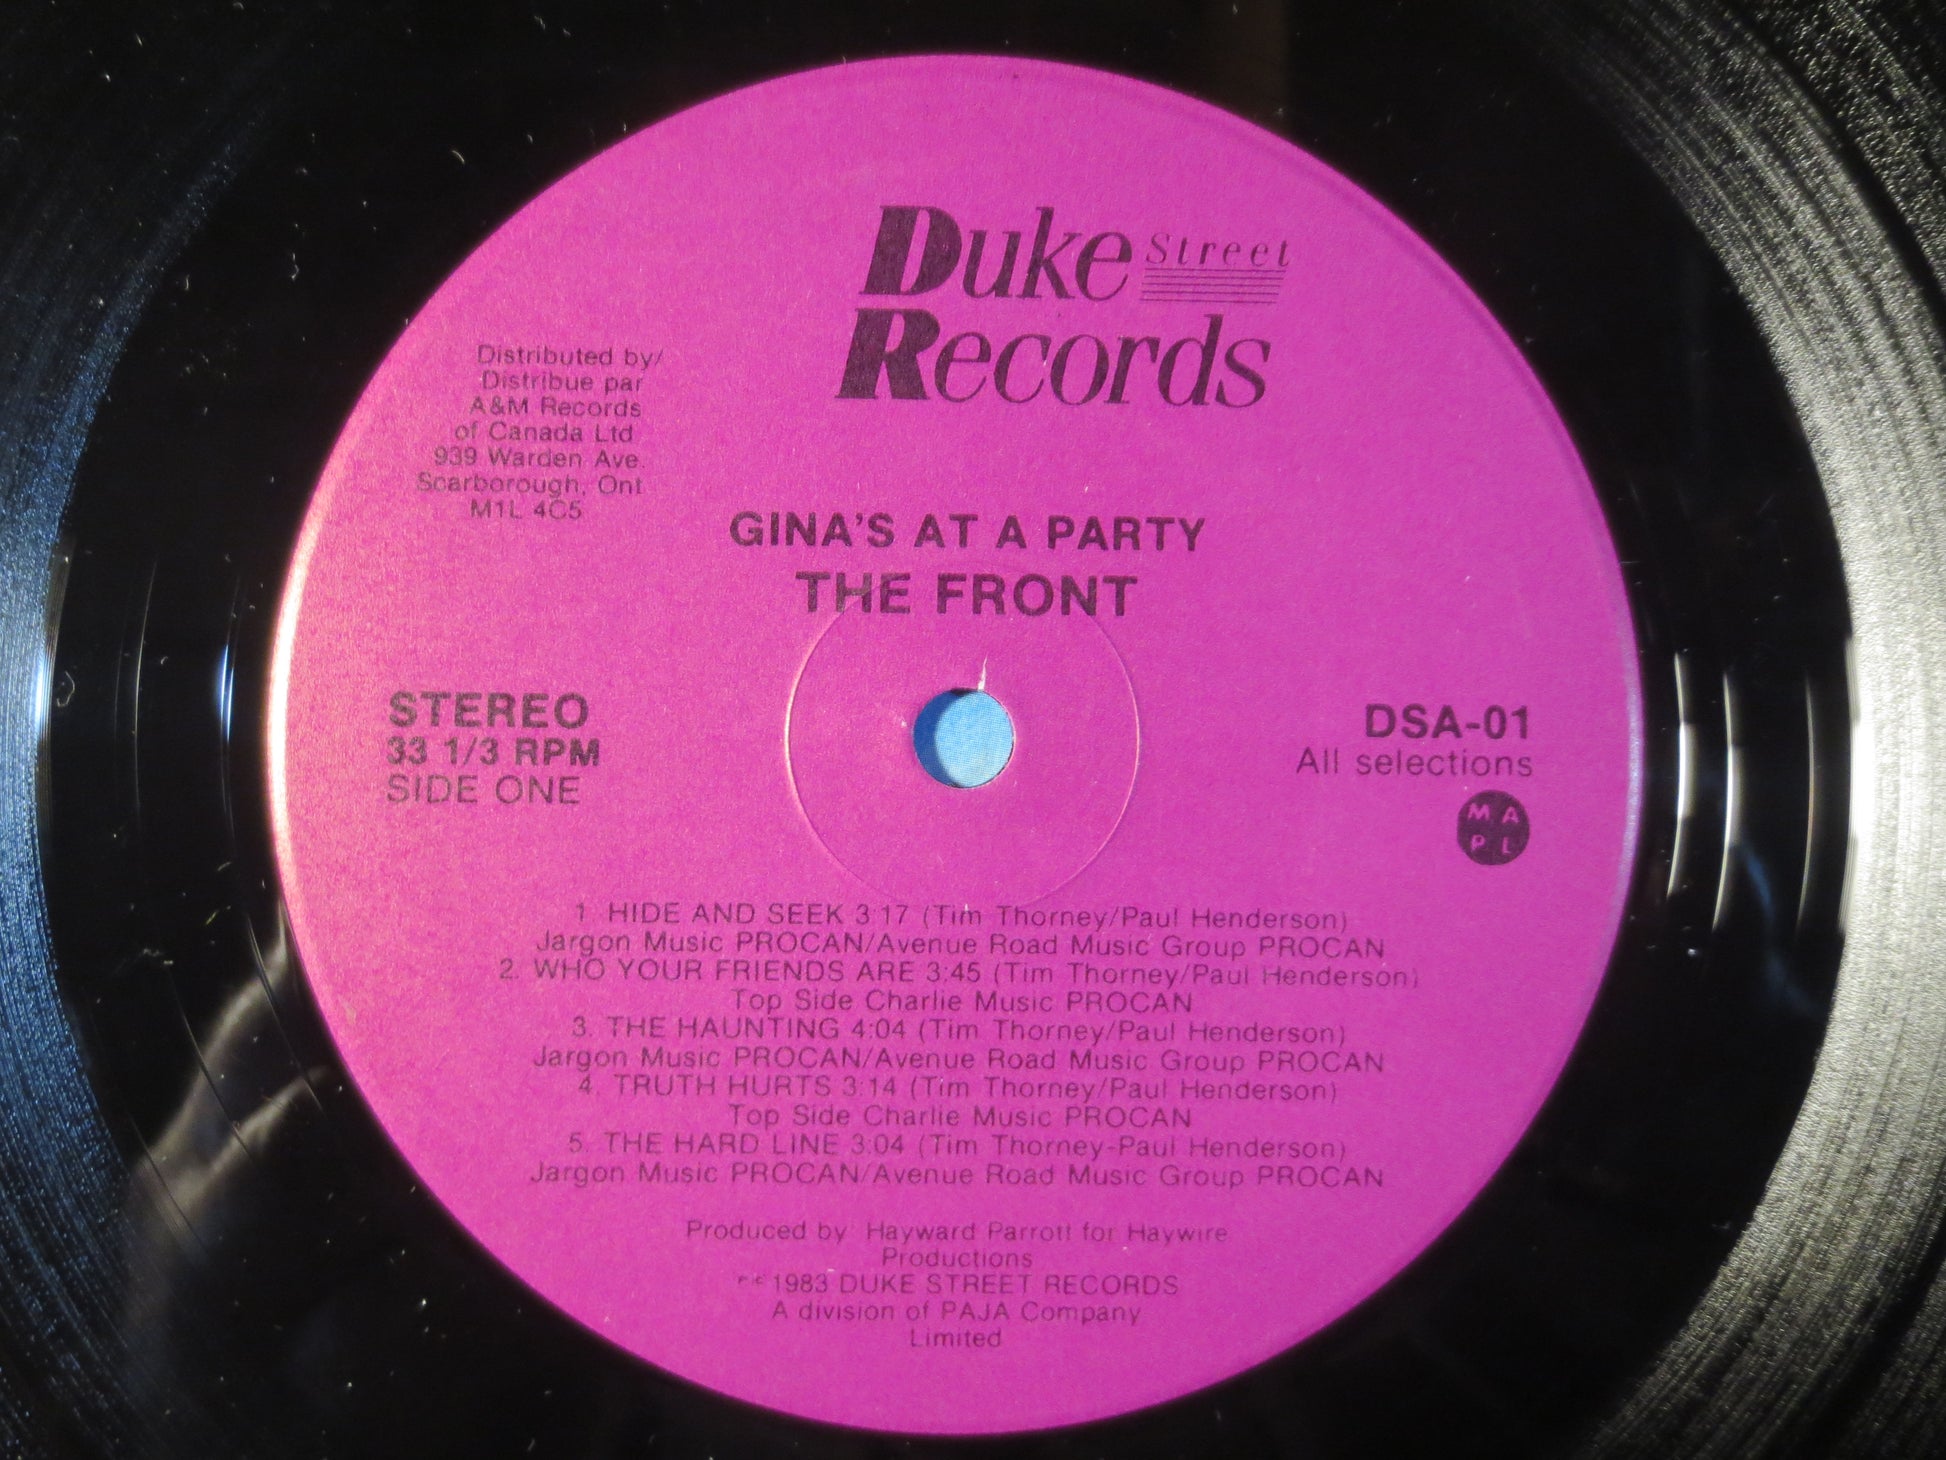 Duke Street
Records
Distributed by/
Distribue par
A&M Records
of Canada Ltd
939 Warden Ave.
Scarborough, Ont
M1L 4C5
GINA'S AT A PARTY
THE FRONT
STEREO
33 1/3 RPM
SIDE ONE
DSA-01
All selections
M A
P L
1 HIDE AND SEEK 3:17 (Tim Thorney/Paul Henderson)
Jargon Music PROCAN/Avenue Road Music Group PROCAN
2. WHO YOUR FRIENDS ARE 3:45 (Tim Thorney/Paul Henderson)
Top Side Charlie Music PROCAN
3. THE HAUNTING 4:04 (Tim Thorney/Paul Henderson)
Jargon Music PROCAN/Avenue Road Music Group PROCAN
4. TRUTH HURTS 3:14 (Tim Thorney/Paul Henderson)
Top Side Charlie Music PROCAN
5. THE HARD LINE 3:04 (Tim Thorney-Paul Henderson)
Jargon Music PROCAN/Avenue Road Music Group PROCAN
Produced by Hayward Parrott for Haywire
Productions
℗© 1983 DUKE STREET RECORDS
A division of PAJA Company
Limited